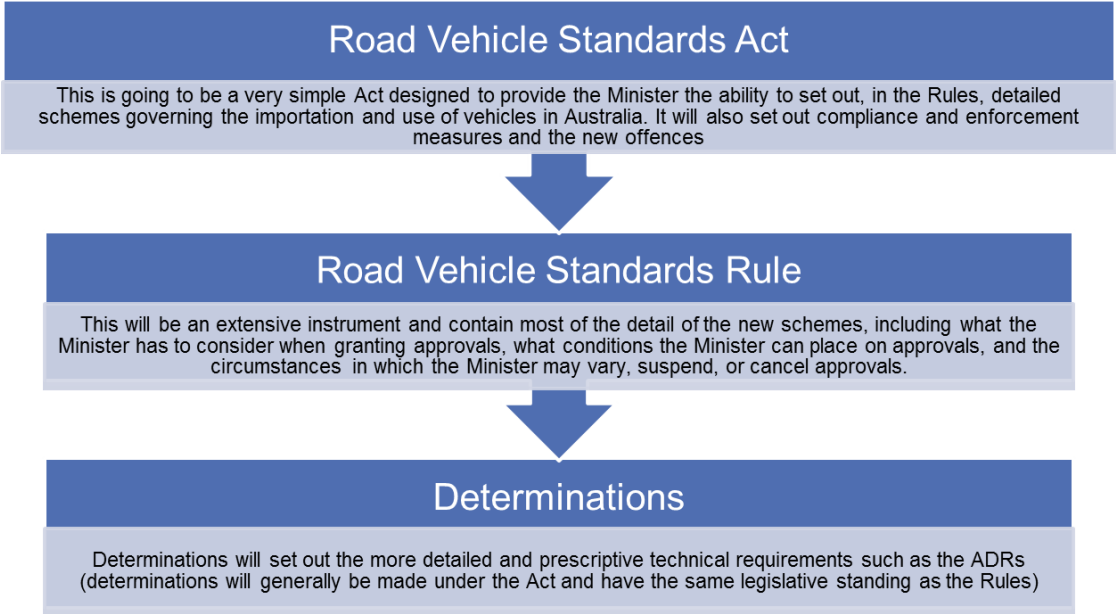 Road Vehicle Standards Act
This is going to be a very simple Act designed to provide the Minister the ability to set out, in the Rules, detailed
schemes governing the importation and use of vehicles in Australia. It will also set out compliance and enforcement
measures and the new offences
Road Vehicle Standards Rule
This will be an extensive instrument and contain most of the detail of the new schemes, including what the
Minister has to consider when granting approvals, what conditions the Minister can place on approvals, and the
circumstances in which the Minister may vary, suspend, or cancel approvals.
Determinations
Determinations will set out the more detailed and prescriptive technical requirements such as the ADRs
(determinations will generally be made under the Act and have the same legislative standing as the Rules)